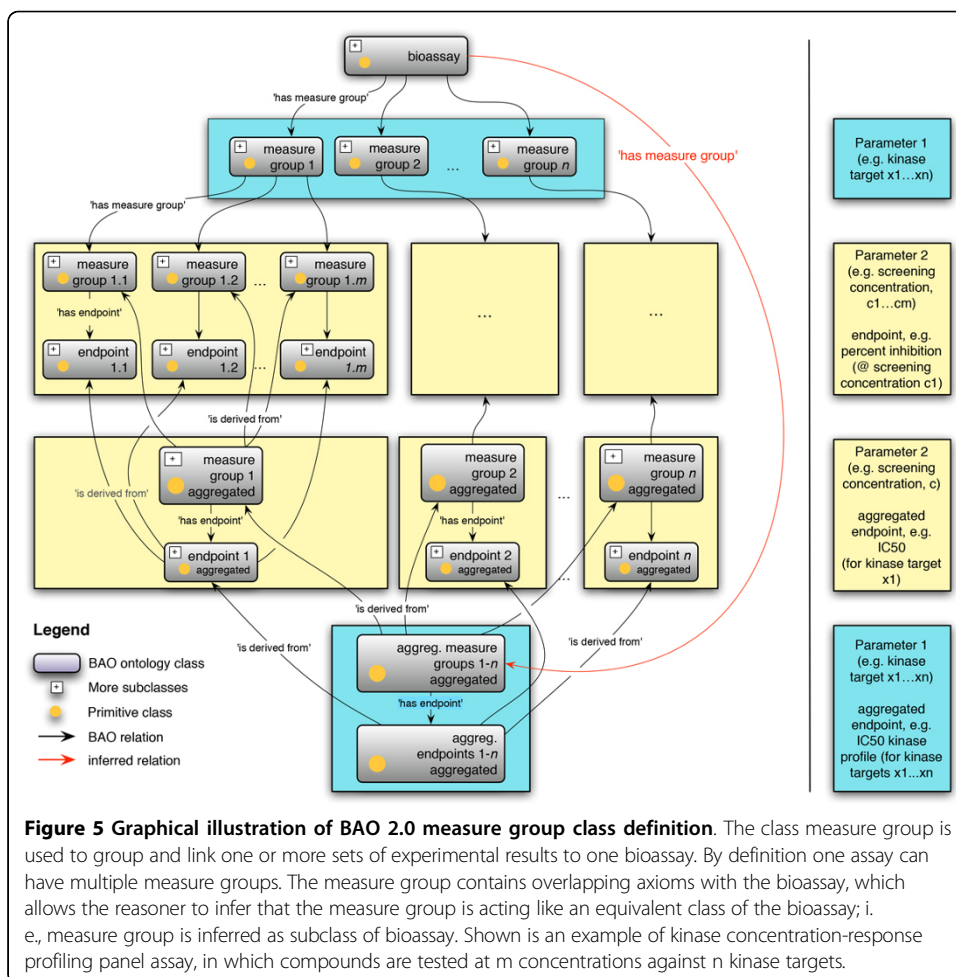 bioassay
'has measure group'
measure
group 1
measure
group 2
...
measure
group n
'has measure group'
'has measure group'
measure
group 1.1
measure
group 1.2
...
measure
group 1.m
'has endpoint'
endpoint
1.1
endpoint
1.2
...
endpoint
1.m
...
...
'is derived from'
measure
group 1
aggregated
'is derived from'
'has endpoint'
endpoint 1
aggregated
measure
group 2
aggregated
'has endpoint'
endpoint 2
aggregated
...
...
measure
group n
aggregated
endpoint n
aggregated
'is derived from'
'is derived from'
'is derived from'
aggreg. measure
groups 1-n
aggregated
'has endpoint'
aggreg.
endpoints 1-n
aggregated
Legend
BAO ontology class
More subclasses
Primitive class
BAO relation
inferred relation
Parameter 1
(e.g. kinase
target x1...xn)
Parameter 2
(e.g. screening
concentration,
c1...cm)
endpoint, e.g.
percent inhibition
(@ screening
concentration c1)
Parameter 2
(e.g. screening
concentration, c)
aggregated
endpoint, e.g.
IC50
(for kinase target
x1)
Parameter 1
(e.g. kinase
target x1...xn)
aggregated
endpoint, e.g.
IC50 kinase
profile (for kinase
targets x1...xn
Figure 5 Graphical illustration of BAO 2.0 measure group class definition. The class measure group is
used to group and link one or more sets of experimental results to one bioassay. By definition one assay can
have multiple measure groups. The measure group contains overlapping axioms with the bioassay, which
allows the reasoner to infer that the measure group is acting like an equivalent class of the bioassay; i.
e., measure group is inferred as subclass of bioassay. Shown is an example of kinase concentration-response
profiling panel assay, in which compounds are tested at m concentrations against n kinase targets.